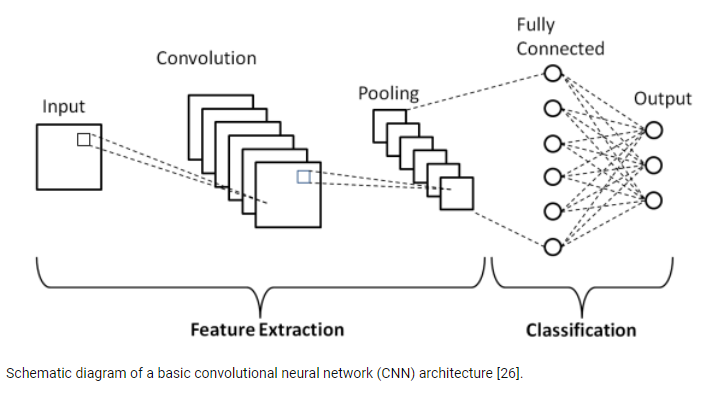 Fully
Connected
Convolution
Pooling
Input
Output
Feature Extraction
Classification
Schematic diagram of a basic convolutional neural network (CNN) architecture [26].